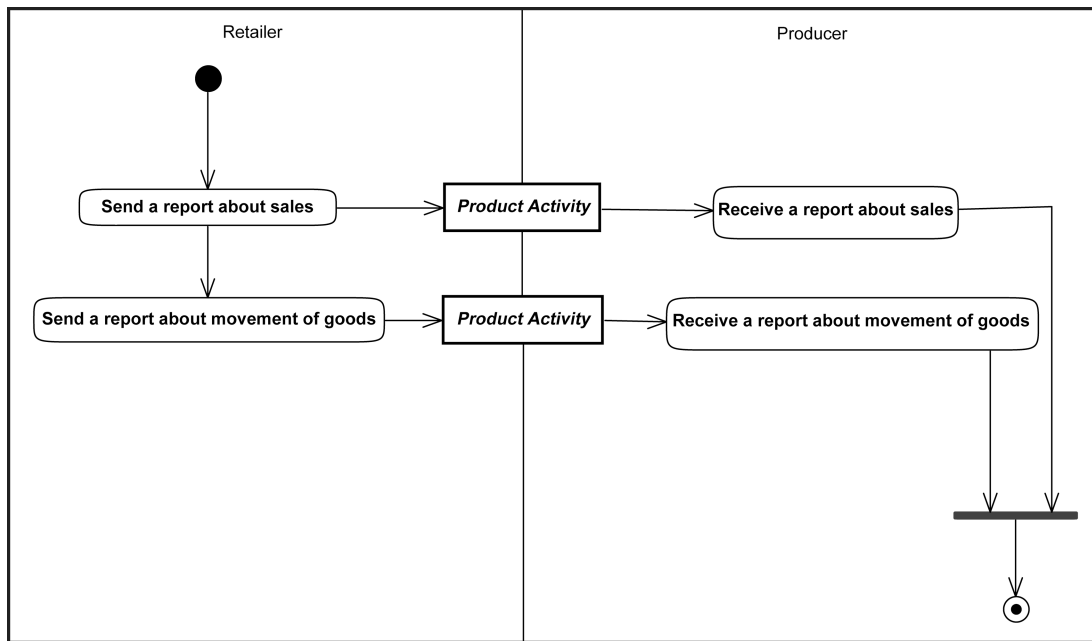 Retailer
Producer
Send a report about sales
Product Activity
Receive a report about sales
Send a report about movement of goods
Product Activity
Receive a report about movement of goods